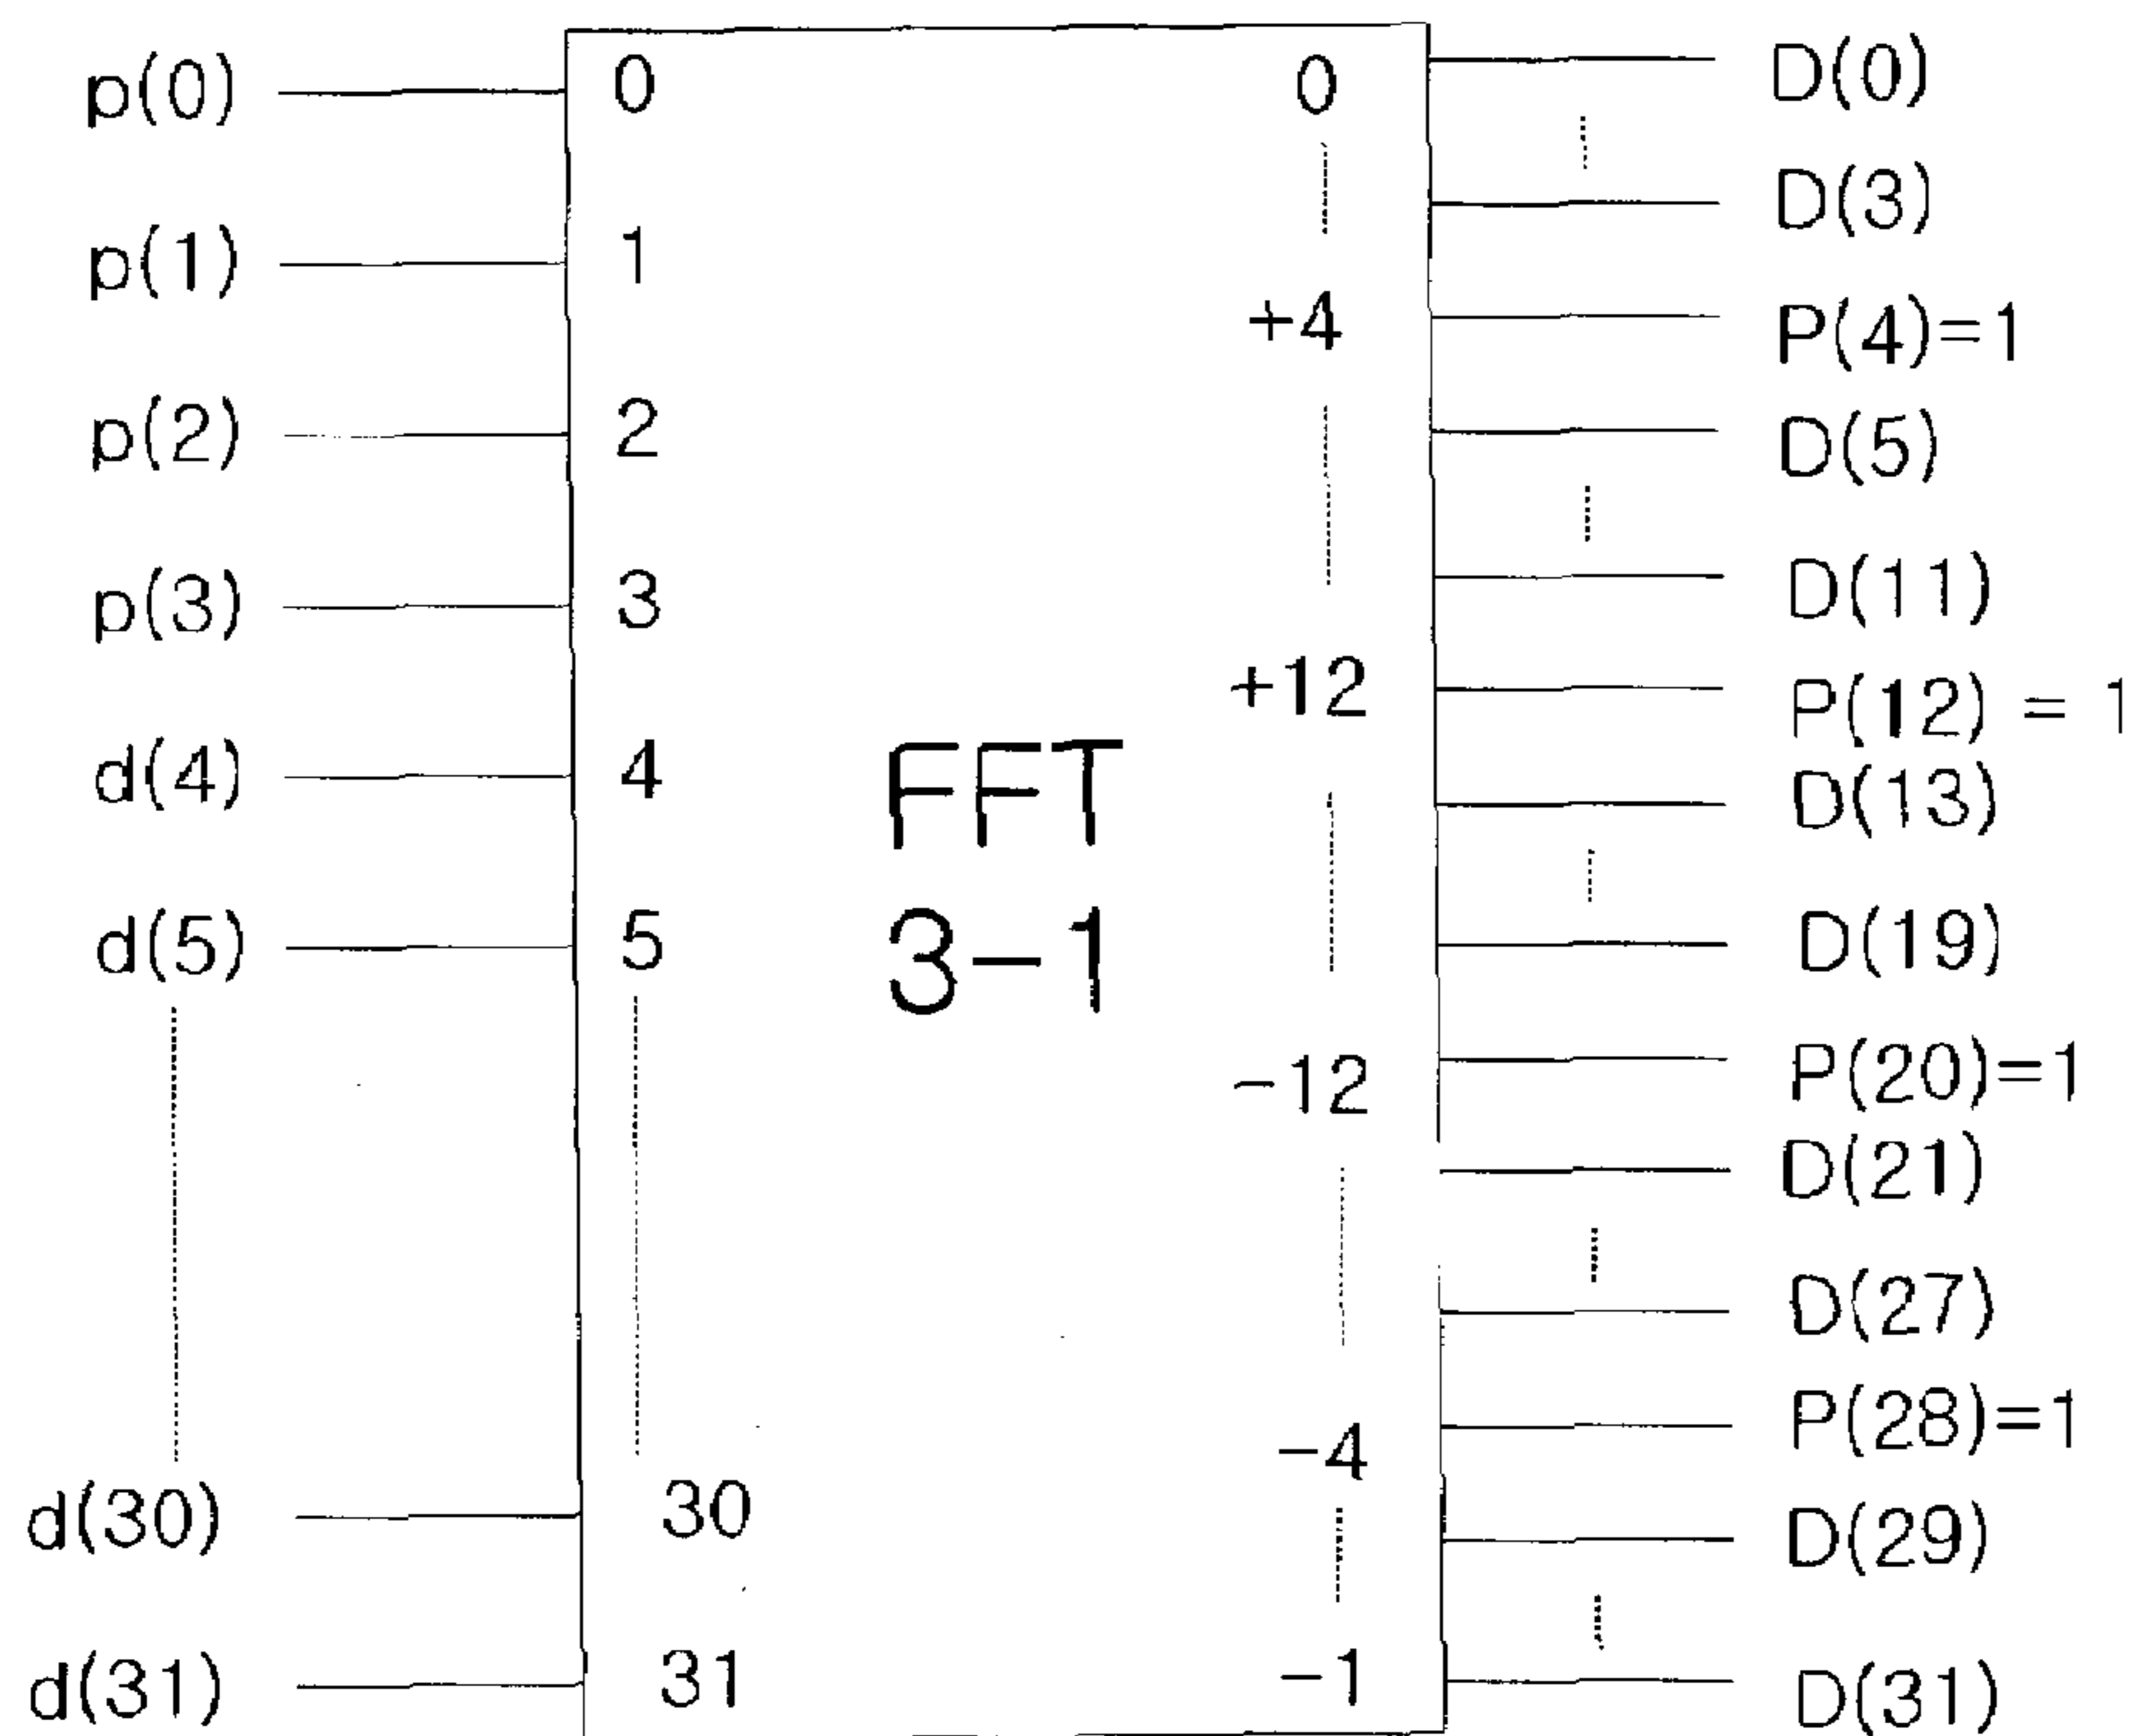 p(0) 0 0 D(0)
D(3)
p(1) 1
+4 P(4)=1
p(2) 2 D(5)
p(3) 3 D(11)
+12 P(12) = 1
d(4) 4 FFT D(13)
d(5) 5 3-1 D(19)
-12 P(20)=1
D(21)
D(27)
-4 P(28)=1
d(30) 30 D(29)
d(31) 31 -1 D(31)